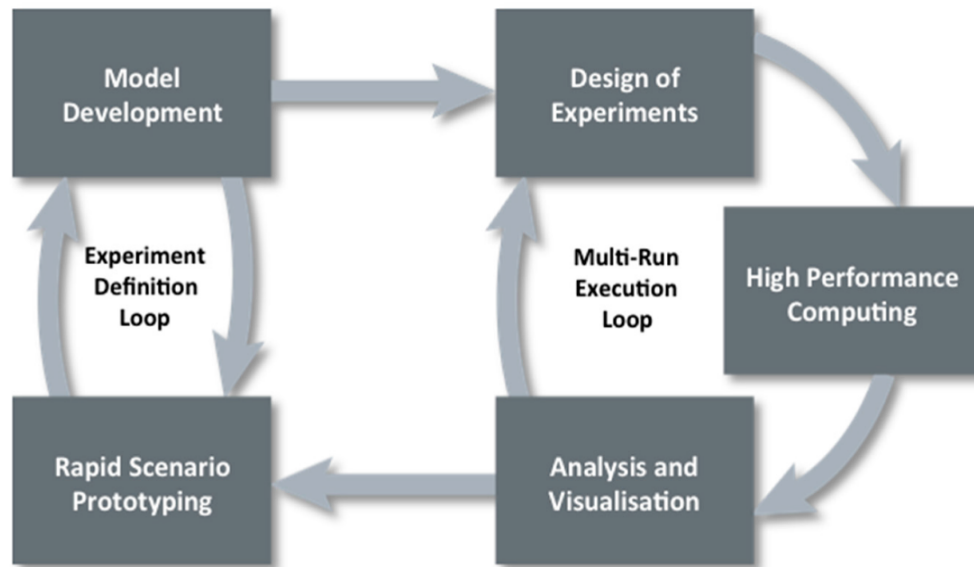 Model
Development
Design of
Experiments
Experiment
Definition
Loop
Multi-Run
Execution
Loop
High Performance
Computing
Rapid Scenario
Prototyping
Analysis and
Visualisation